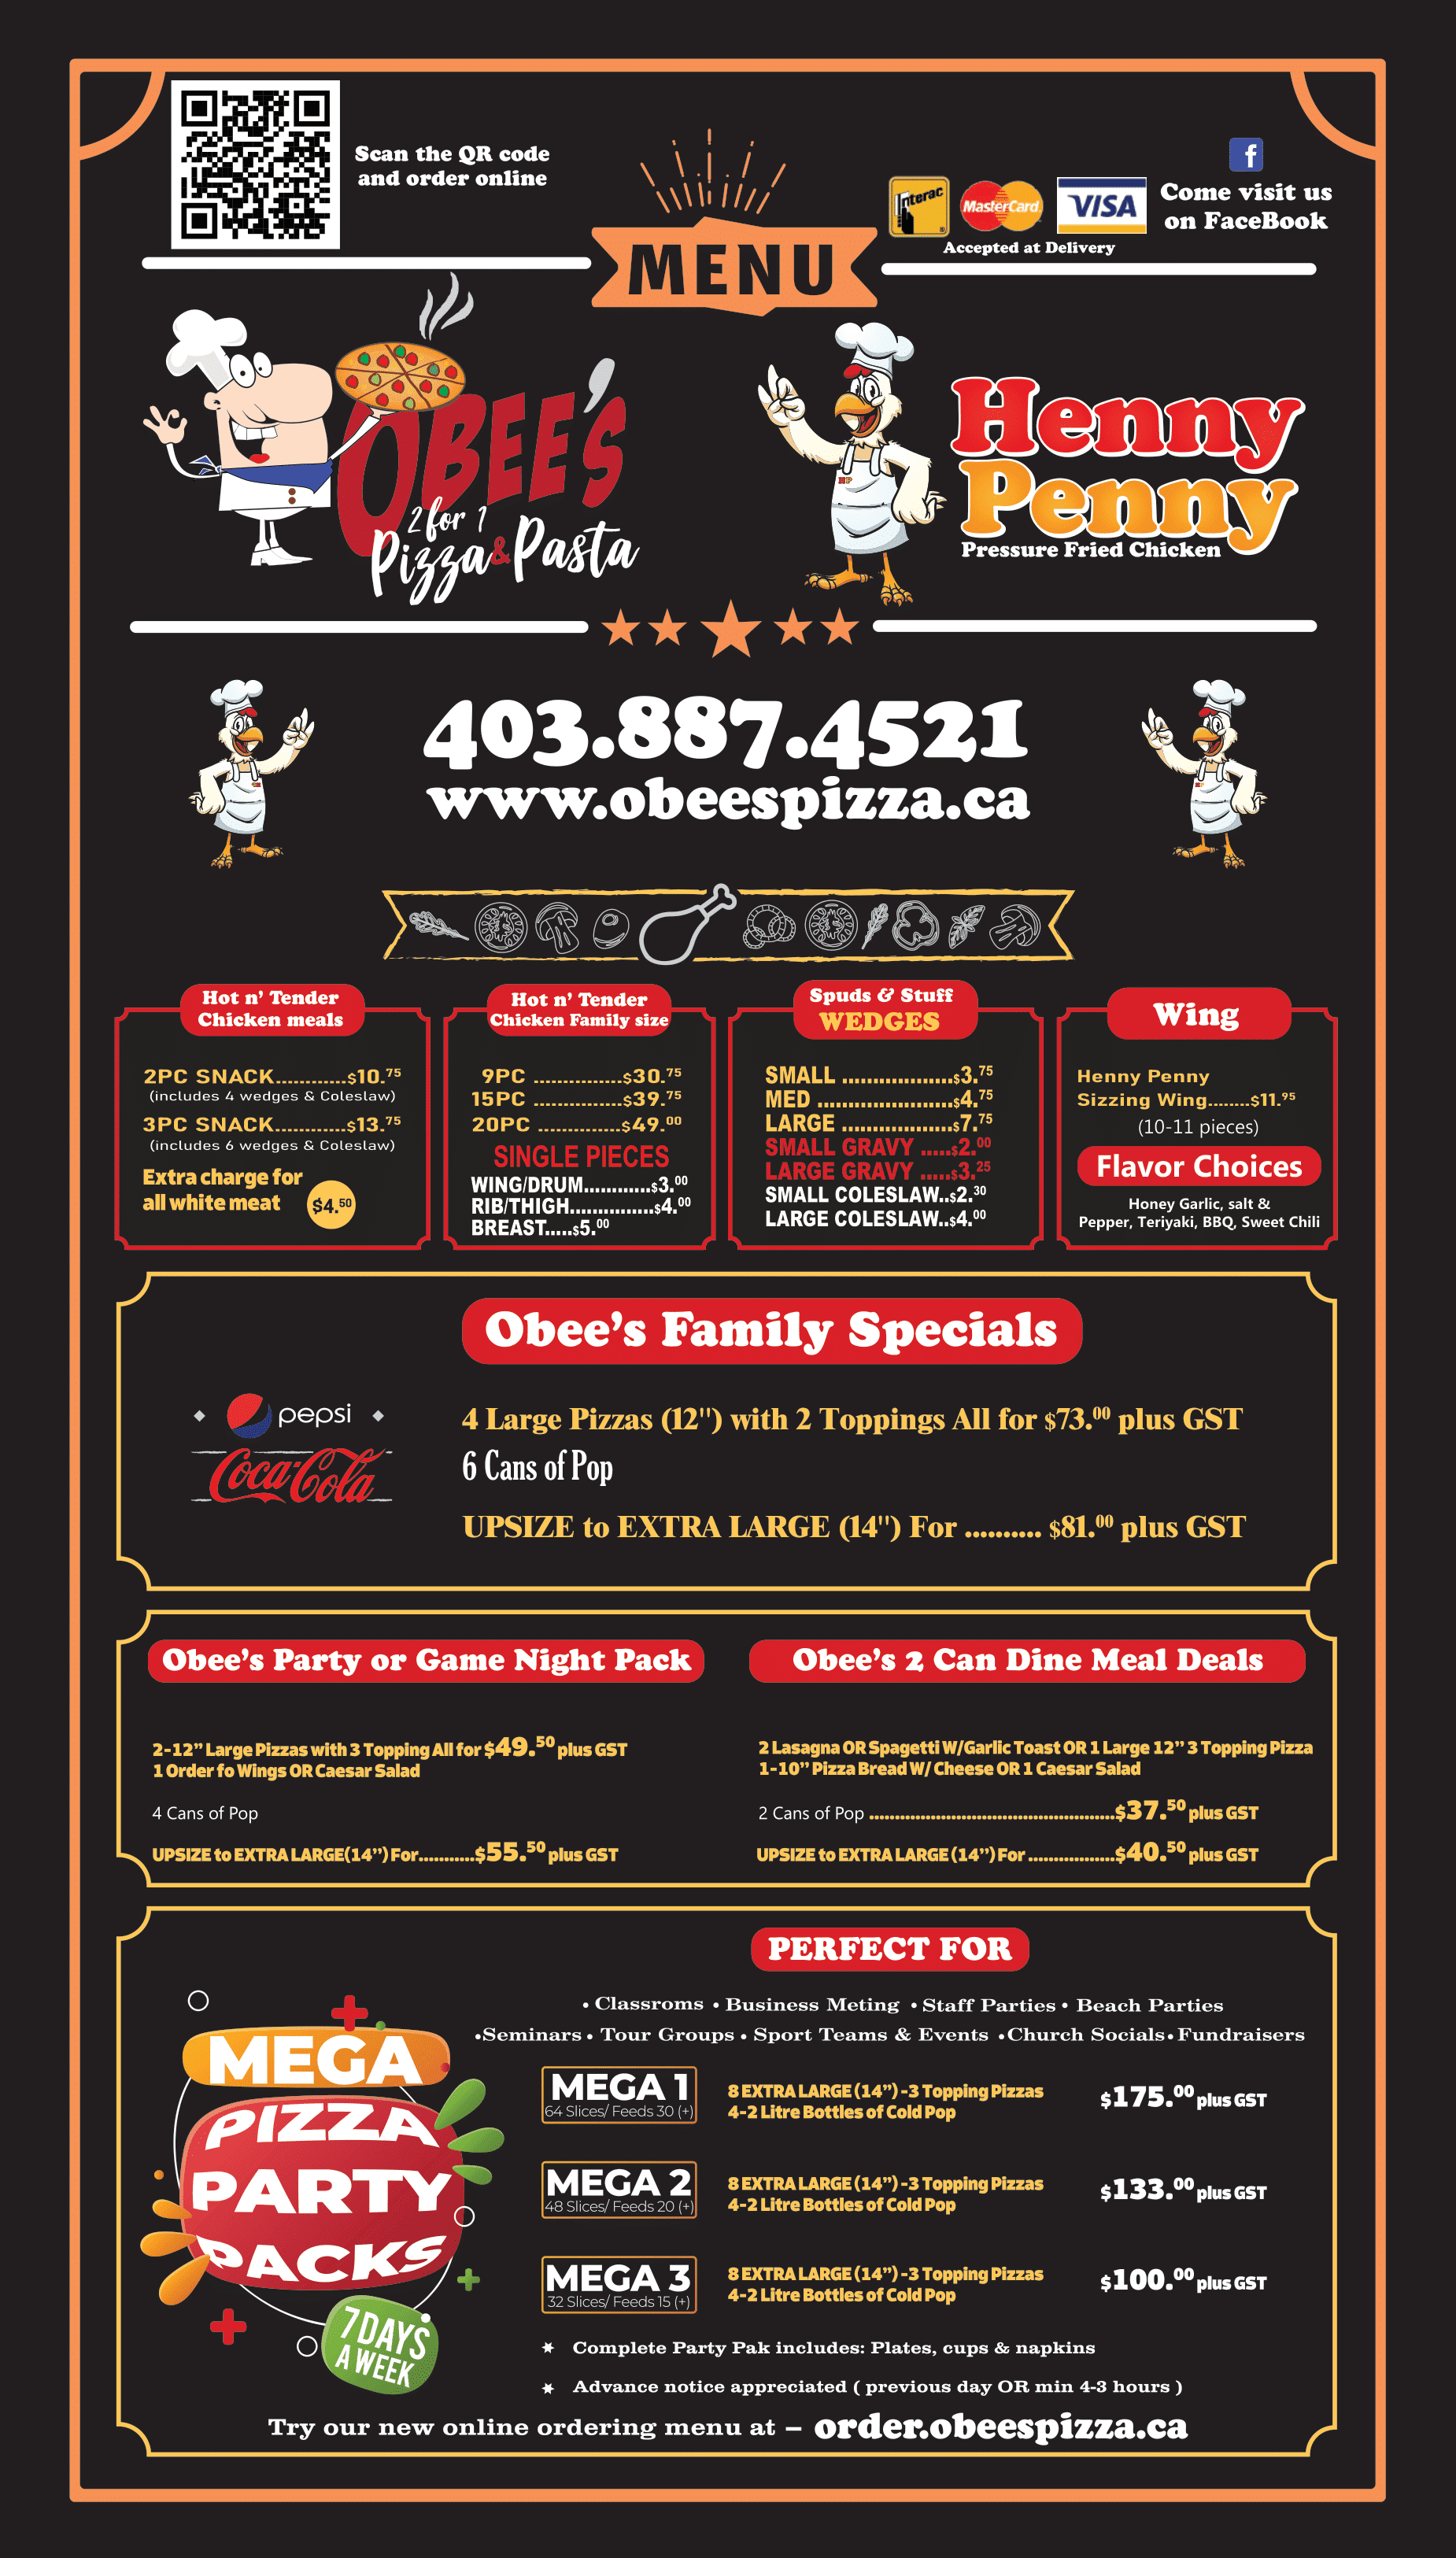 Scan the QR code
and order online
MENU
Interac
MasterCard
VISA
Accepted at Delivery
f
Come visit us
on FaceBook
OBEE'S
2 for 1
Pizza & Pasta
HP
Henny
Penny
Pressure Fried Chicken
403.887.4521
www.obeespizza.ca
Hot n' Tender
Chicken meals
2PC SNACK............$10.75
(includes 4 wedges & Coleslaw)
3PC SNACK............$13.75
(includes 6 wedges & Coleslaw)
Extra charge for
all white meat $4.50
Hot n' Tender
Chicken Family size
9PC ...............$30.75
15PC ...............$39.75
20PC ..............$49.00
SINGLE PIECES
WING/DRUM............$3.00
RIB/THIGH...............$4.00
BREAST.....$5.00
Spuds & Stuff
WEDGES
SMALL ..................$3.75
MED ......................$4.75
LARGE ..................$7.75
SMALL GRAVY .....$2.00
LARGE GRAVY .....$3.25
SMALL COLESLAW..$2.30
LARGE COLESLAW..$4.00
Wing
Henny Penny
Sizzing Wing........$11.95
(10-11 pieces)
Flavor Choices
Honey Garlic, salt &
Pepper, Teriyaki, BBQ, Sweet Chili
Obee's Family Specials
pepsi
Coca-Cola
4 Large Pizzas (12") with 2 Toppings All for $73.00 plus GST
6 Cans of Pop
UPSIZE to EXTRA LARGE (14") For .......... $81.00 plus GST
Obee's Party or Game Night Pack
2-12” Large Pizzas with 3 Topping All for $49.50 plus GST
1 Order fo Wings OR Caesar Salad
4 Cans of Pop
UPSIZE to EXTRA LARGE(14”) For...........$55.50 plus GST
Obee's 2 Can Dine Meal Deals
2 Lasagna OR Spagetti W/Garlic Toast OR 1 Large 12” 3 Topping Pizza
1-10” Pizza Bread W/ Cheese OR 1 Caesar Salad
2 Cans of Pop ................................................$37.50 plus GST
UPSIZE to EXTRA LARGE (14”) For .................$40.50 plus GST
PERFECT FOR
• Classroms • Business Meting • Staff Parties • Beach Parties
•Seminars • Tour Groups • Sport Teams & Events •Church Socials• Fundraisers
MEGA
PIZZA
PARTY
PACKS
7 DAYS
A WEEK
MEGA 1
64 Slices/ Feeds 30 (+)
8 EXTRA LARGE (14”) -3 Topping Pizzas
4-2 Litre Bottles of Cold Pop
$175.00 plus GST
MEGA 2
48 Slices/ Feeds 20 (+)
8 EXTRA LARGE (14”) -3 Topping Pizzas
4-2 Litre Bottles of Cold Pop
$133.00 plus GST
MEGA 3
32 Slices/ Feeds 15 (+)
8 EXTRA LARGE (14”) -3 Topping Pizzas
4-2 Litre Bottles of Cold Pop
$100.00 plus GST
* Complete Party Pak includes: Plates, cups & napkins
* Advance notice appreciated ( previous day OR min 4-3 hours )
Try our new online ordering menu at – order.obeespizza.ca